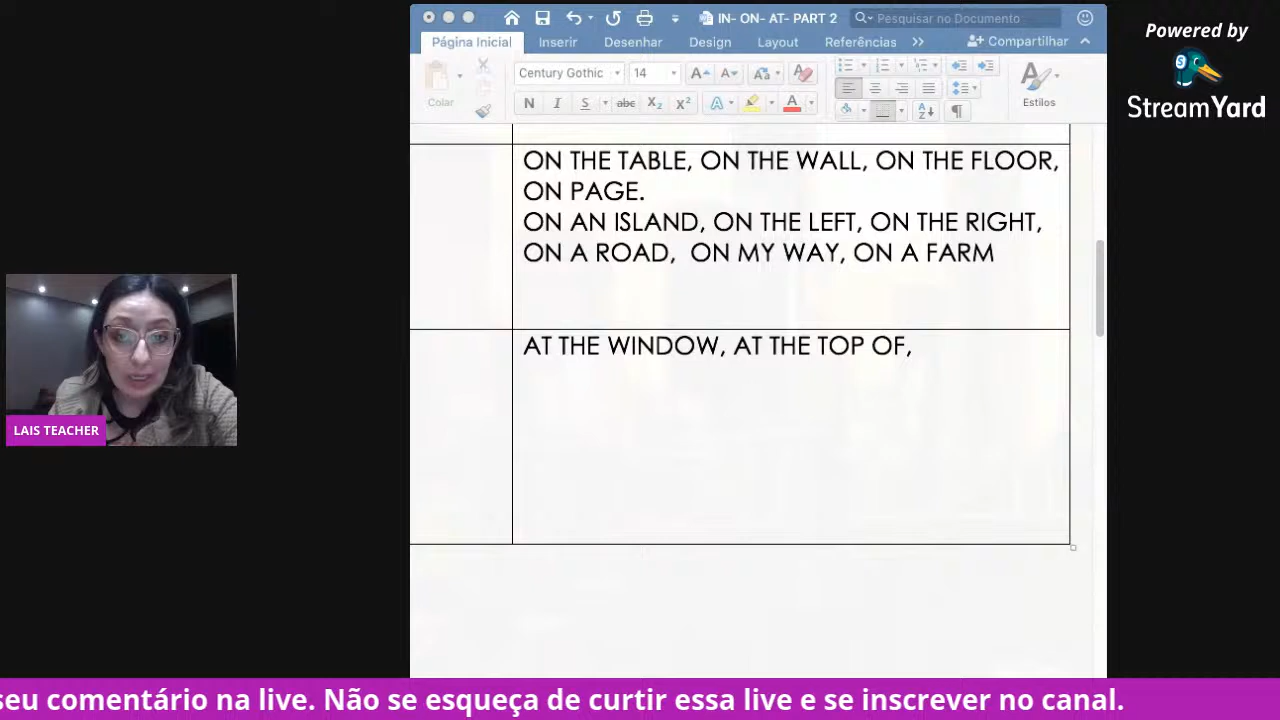 IN- ON- AT- PART 2
Pesquisar no Documento
Página Inicial
Inserir
Desenhar
Design
Layout
Referências
Compartilhar
Colar
Century Gothic
14
Estilos
ON THE TABLE, ON THE WALL, ON THE FLOOR,
ON PAGE.
ON AN ISLAND, ON THE LEFT, ON THE RIGHT,
ON A ROAD,  ON MY WAY, ON A FARM
AT THE WINDOW, AT THE TOP OF,
LAIS TEACHER
Powered by
StreamYard
seu comentário na live. Não se esqueça de curtir essa live e se inscrever no canal.